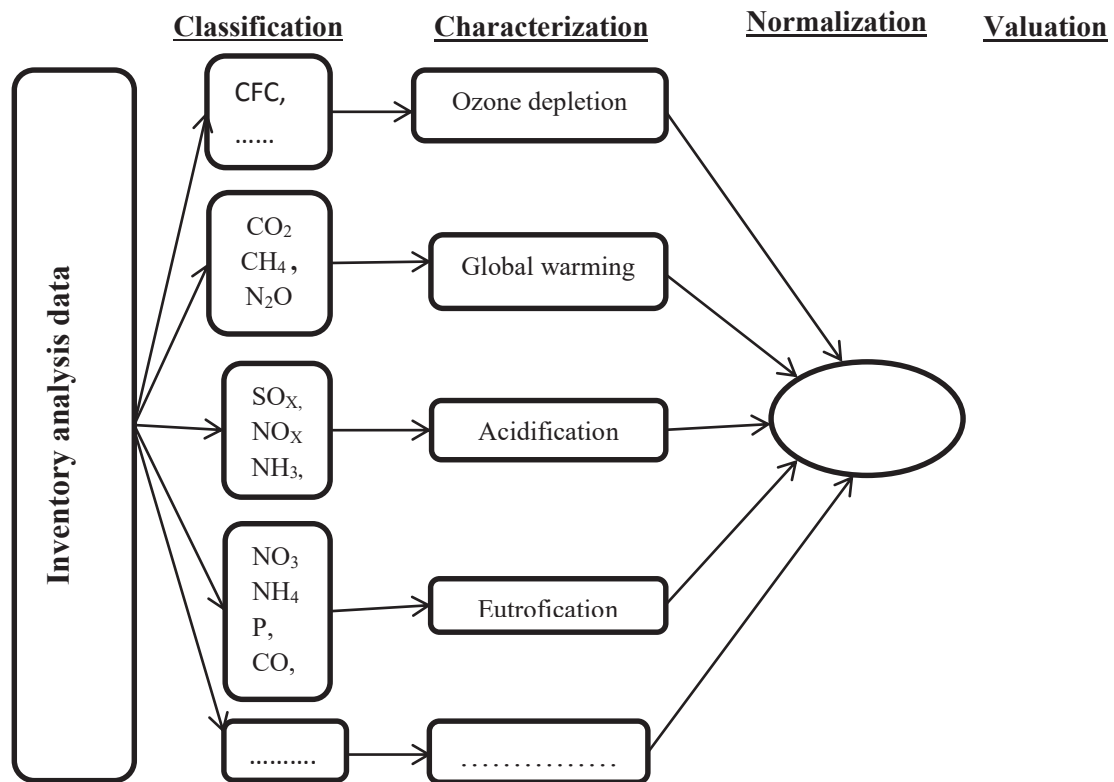 Classification
Characterization
Normalization
Valuation
Inventory analysis data
CFC,
......
Ozone depletion
CO₂
CH₄ ,
N₂O
Global warming
SOX,
NOX
NH₃,
Acidification
NO₃
NH₄
P,
CO,
Eutrofication
..........
...............